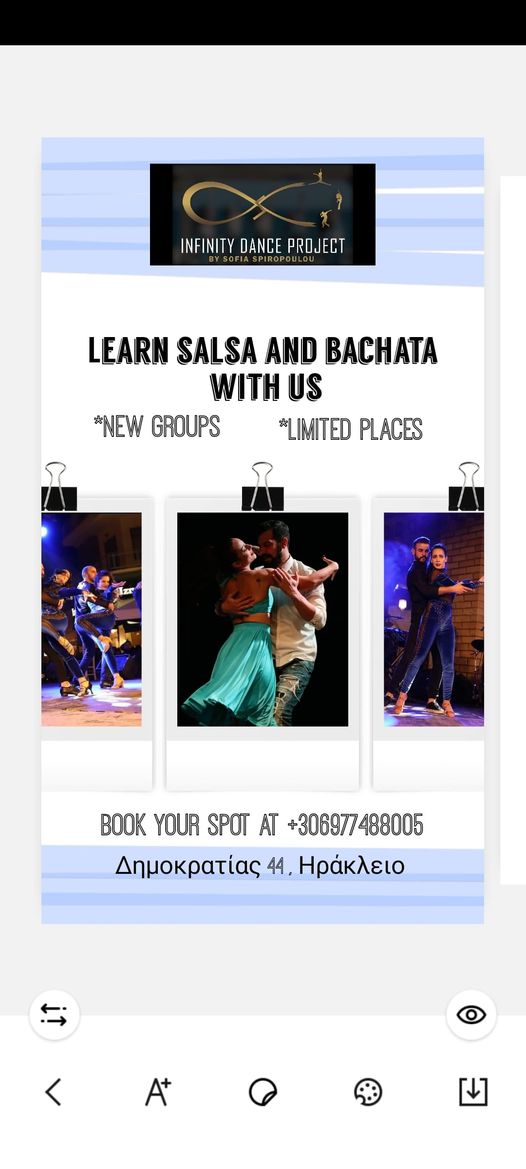 INFINITY DANCE PROJECT
BY SOFIA SPIROPOULOU
LEARN SALSA AND BACHATA
WITH US
*NEW GROUPS *LIMITED PLACES
BOOK YOUR SPOT AT +306977488005
Δημοκρατίας 44, Ηράκλειο
A+